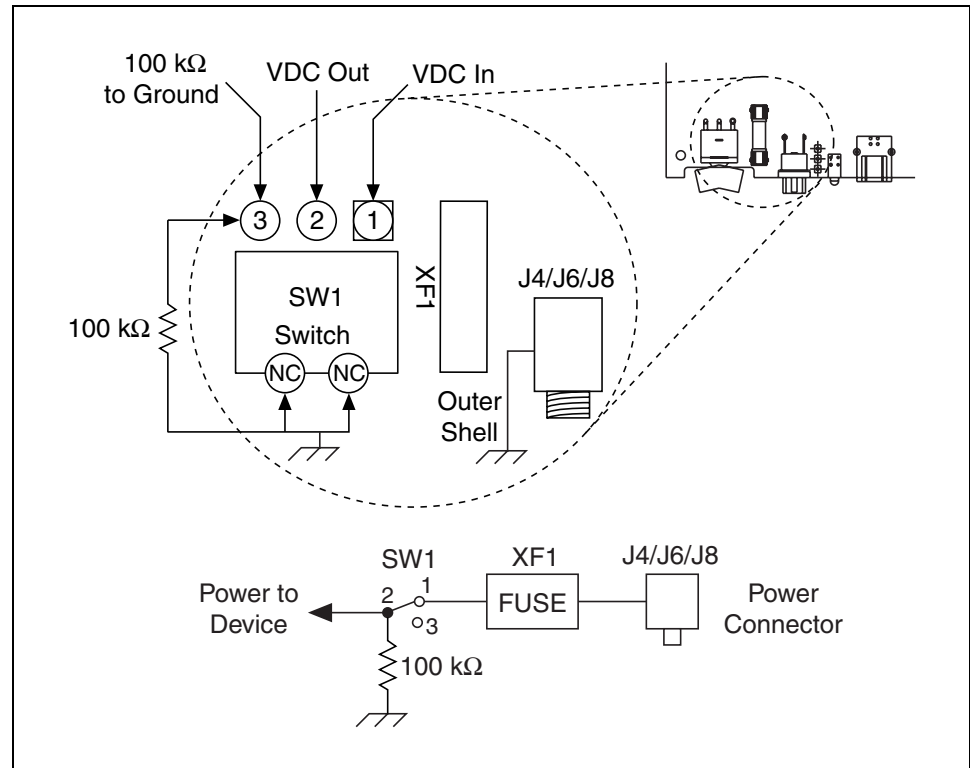 100 kΩ
to Ground
VDC Out
VDC In
3
2
1
SW1
Switch
NC
NC
XF1
J4/J6/J8
100 kΩ
Outer
Shell
SW1
XF1
J4/J6/J8
Power to
Device
2
1
3
FUSE
Power
Connector
100 kΩ